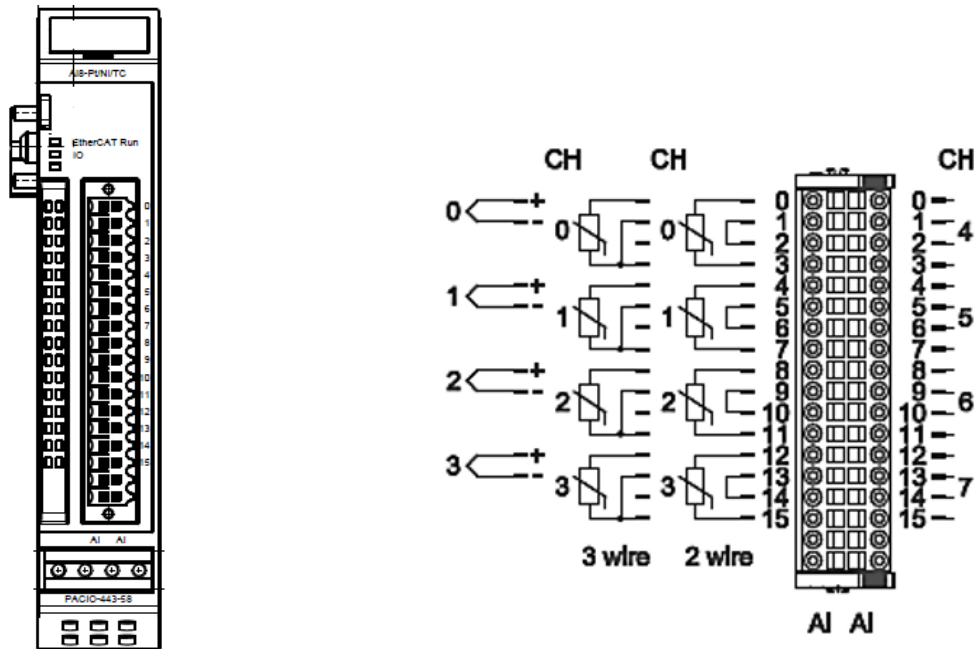 AI8-Pt/NI/TC
EtherCAT Run
IO
0
1
2
3
4
5
6
7
8
9
10
11
12
13
14
15
AI AI
PACIO-443-58
CH CH CH
0 + 0 0 0 0 4
- 1 1
2 2
3 3
1 + 1 1 4 4 5
- 5 5
6 6
7 7
2 + 2 2 8 8 6
- 9 9
10 10
11 11
3 + 3 3 12 12 7
- 13 13
14 14
15 15
3 wire 2 wire
AI AI